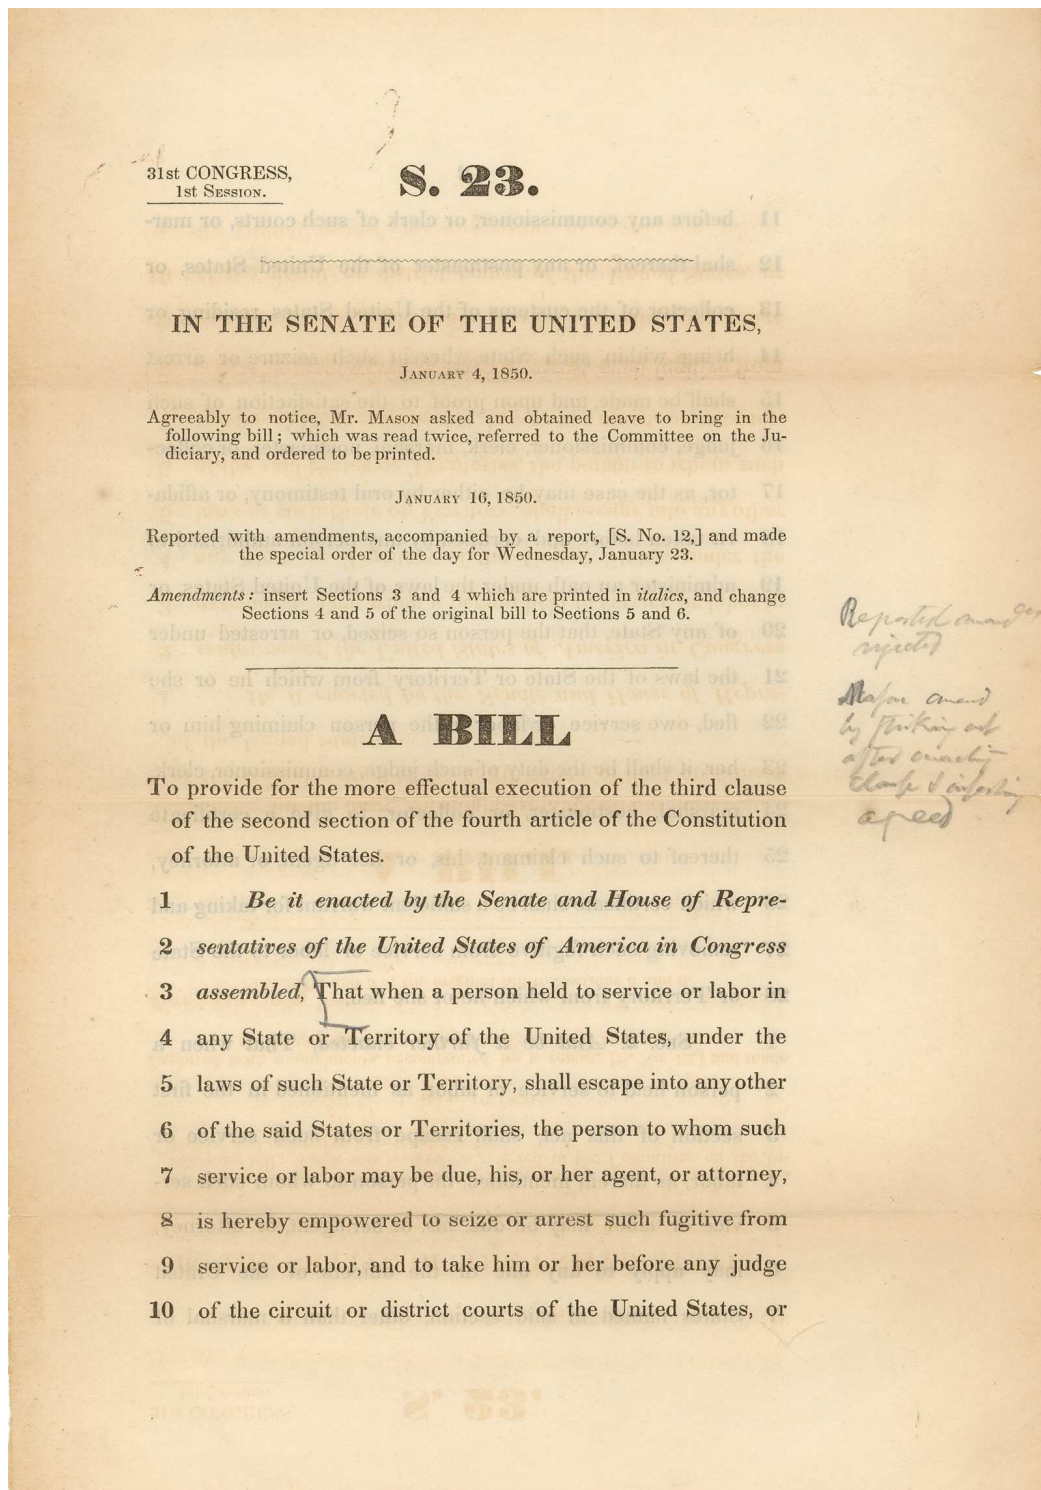 31st CONGRESS,
1st SESSION.
S. 23.
IN THE SENATE OF THE UNITED STATES,
JANUARY 4, 1850.
Agreeably to notice, Mr. MASON asked and obtained leave to bring in the
following bill; which was read twice, referred to the Committee on the Ju-
diciary, and ordered to be printed.
JANUARY 16, 1850.
Reported with amendments, accompanied by a report, [S. No. 12,] and made
the special order of the day for Wednesday, January 23.
Amendments: insert Sections 3 and 4 which are printed in italics, and change
Sections 4 and 5 of the original bill to Sections 5 and 6.
A BILL
To provide for the more effectual execution of the third clause
of the second section of the fourth article of the Constitution
of the United States.
1 Be it enacted by the Senate and House of Repre-
2 sentatives of the United States of America in Congress
3 assembled, That when a person held to service or labor in
4 any State or Territory of the United States, under the
5 laws of such State or Territory, shall escape into any other
6 of the said States or Territories, the person to whom such
7 service or labor may be due, his, or her agent, or attorney,
8 is hereby empowered to seize or arrest such fugitive from
9 service or labor, and to take him or her before any judge
10 of the circuit or district courts of the United States, or
Reported
rejected
Mason amend
by striking out
after enacting
clause & inserting
agreed